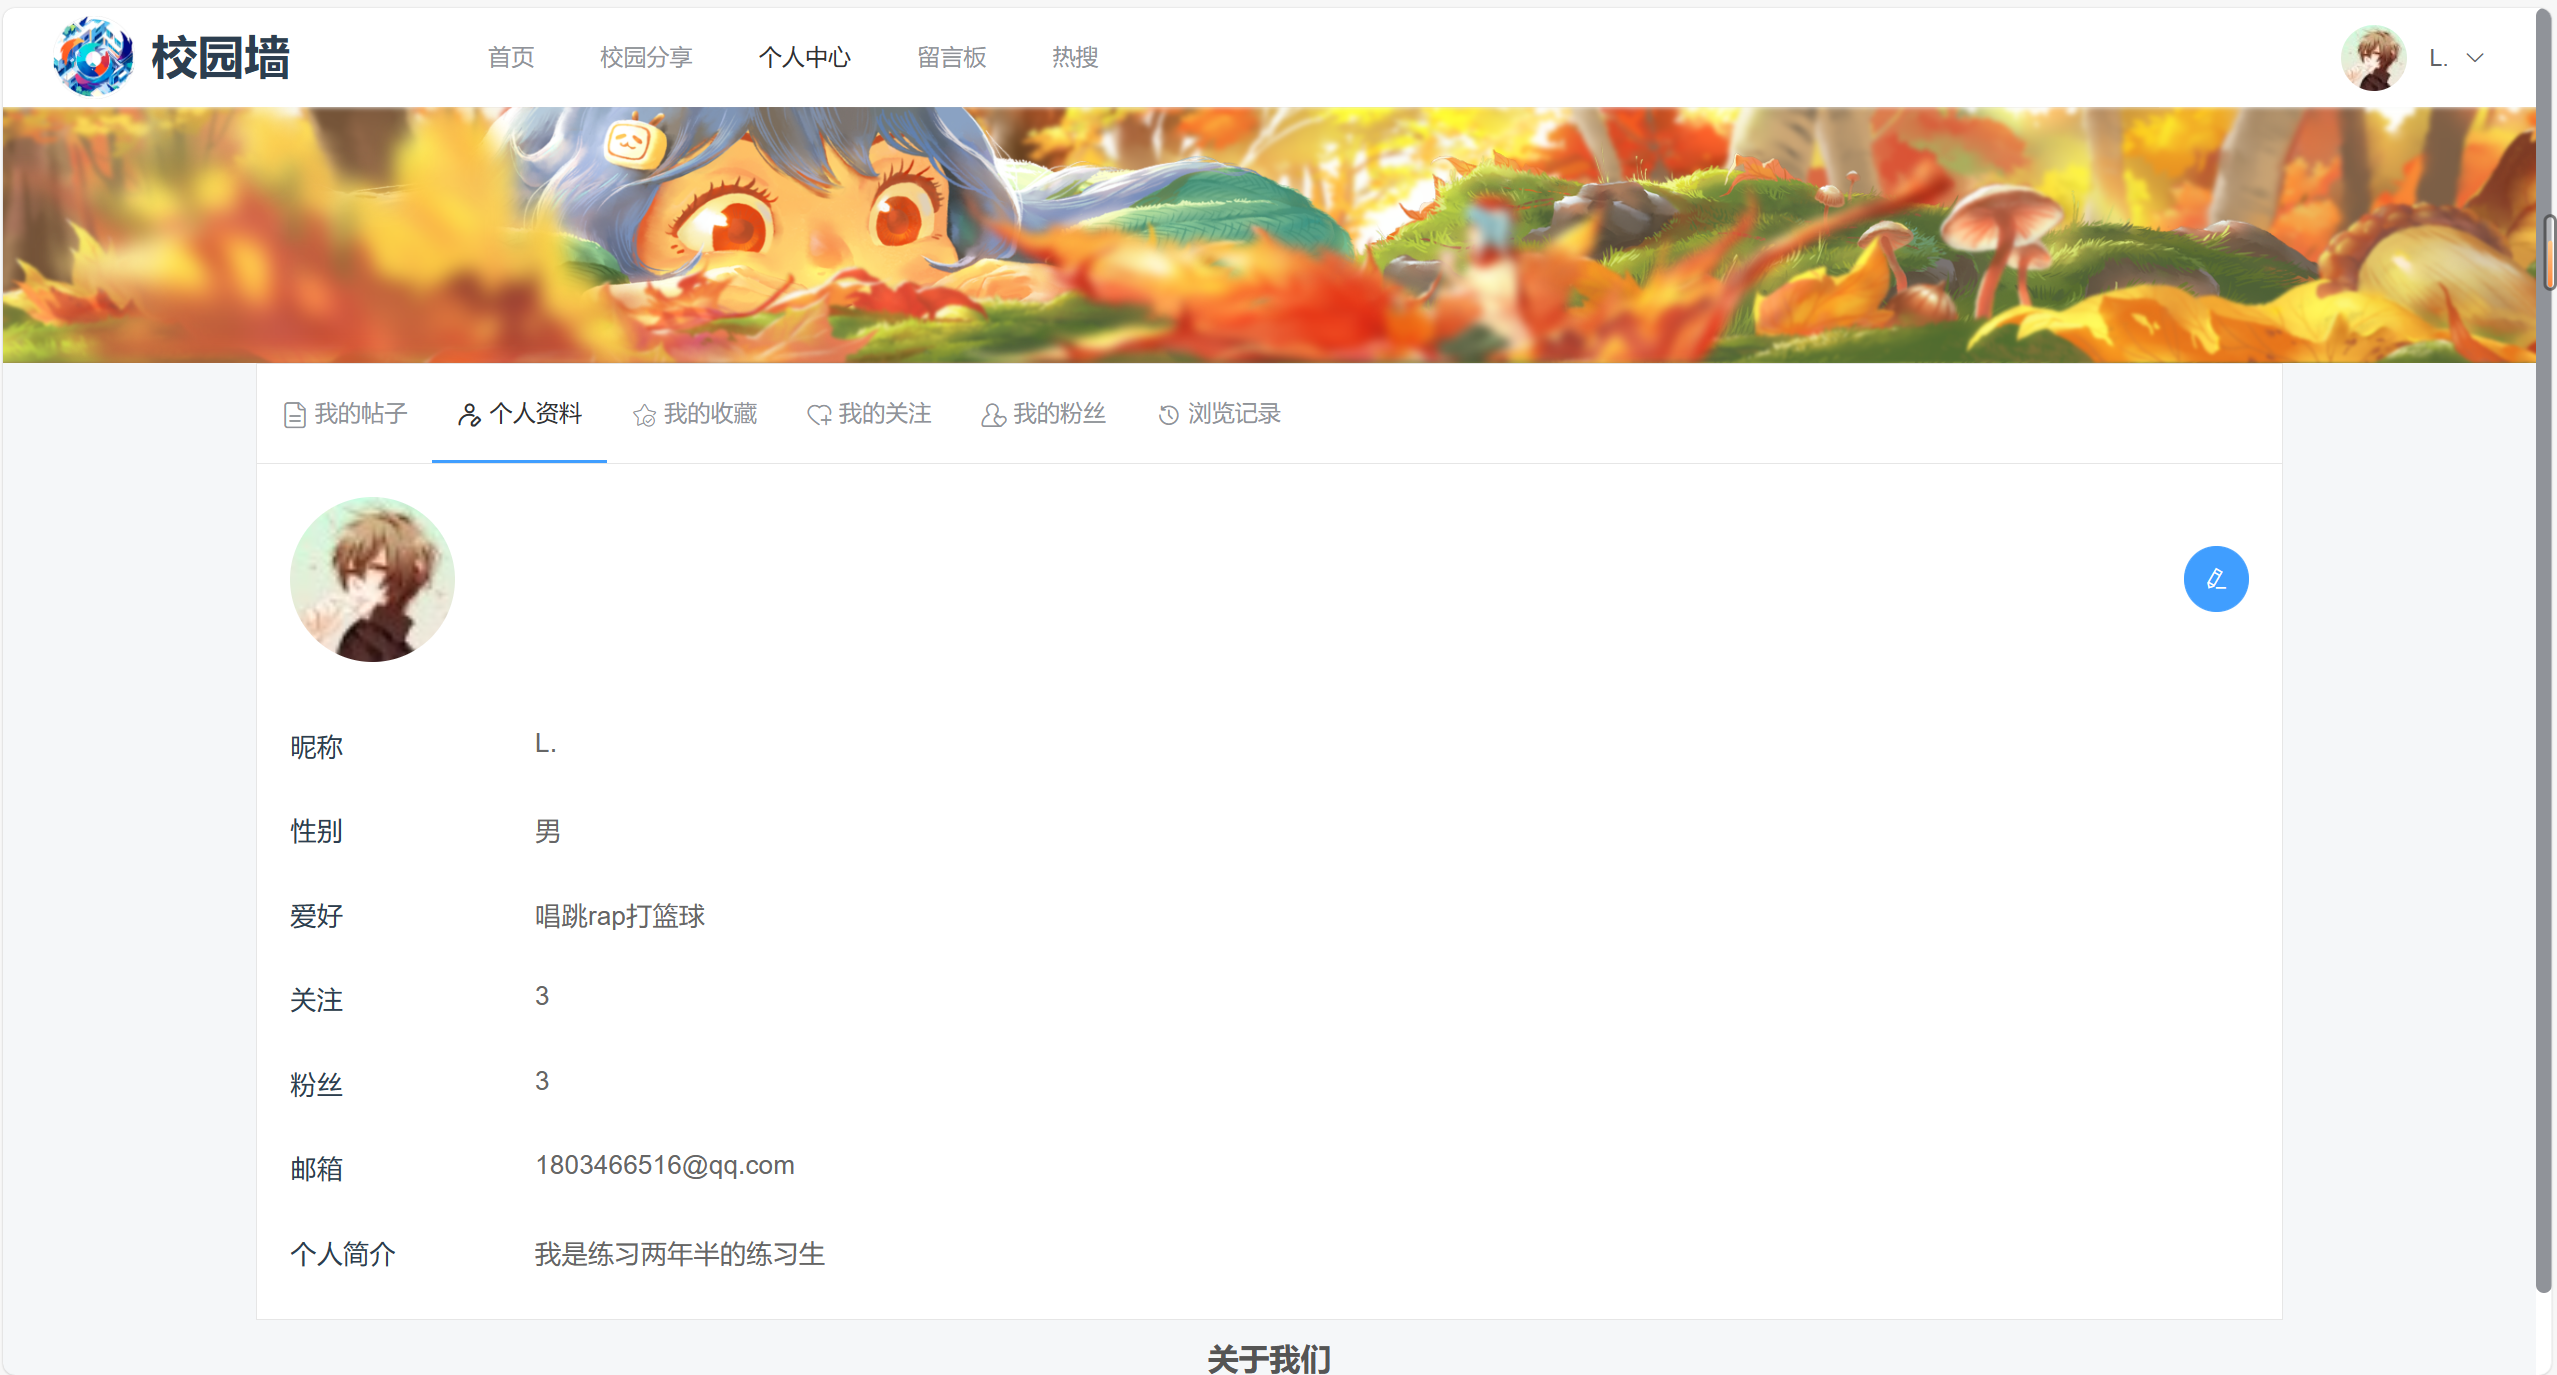 校园墙 首页 校园分享 个人中心 留言板 热搜 L.
我的帖子 个人资料 我的收藏 我的关注 我的粉丝 浏览记录
昵称 L.
性别 男
爱好 唱跳rap打篮球
关注 3
粉丝 3
邮箱 1803466516@qq.com
个人简介 我是练习两年半的练习生
关于我们